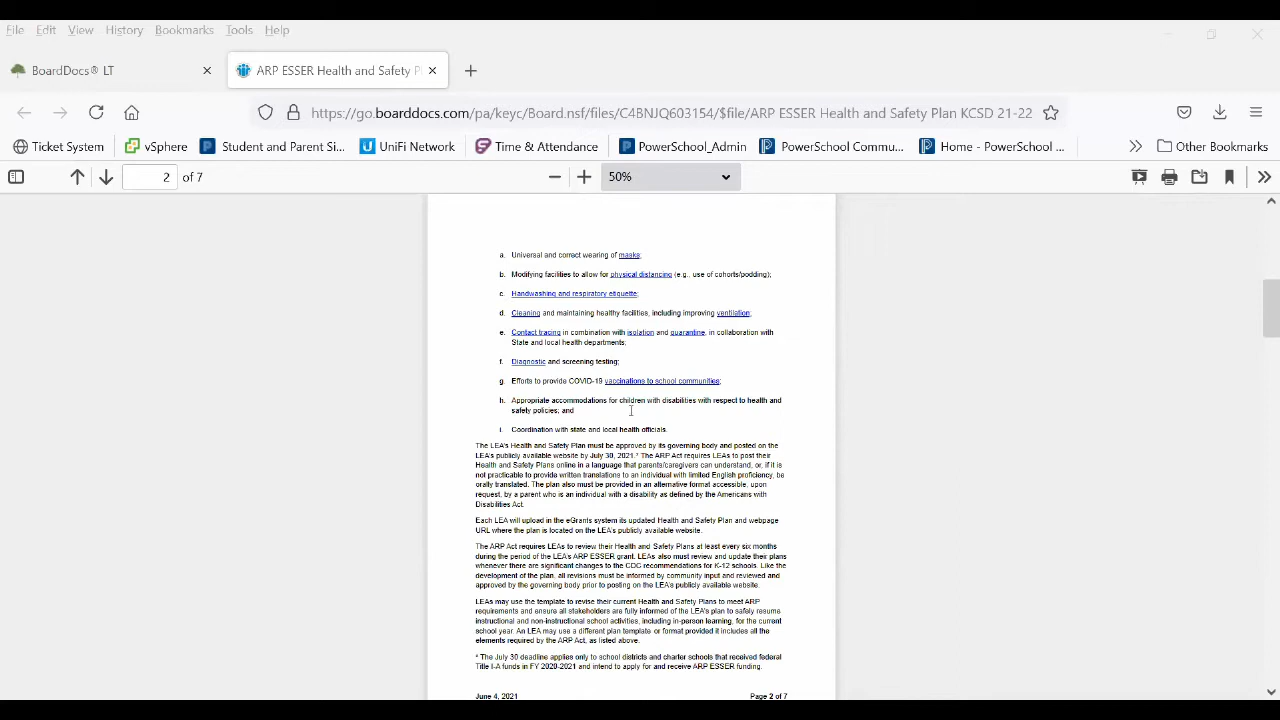 File Edit View History Bookmarks Tools Help
BoardDocs® LT
ARP ESSER Health and Safety P
https://go.boarddocs.com/pa/keyc/Board.nsf/files/C4BNJQ603154/$file/ARP ESSER Health and Safety Plan KCSD 21-22
Ticket System vSphere Student and Parent Si... UniFi Network Time & Attendance PowerSchool_Admin PowerSchool Commu... Home - PowerSchool ... Other Bookmarks
2 of 7 50%
a. Universal and correct wearing of masks;
b. Modifying facilities to allow for physical distancing (e.g., use of cohorts/podding);
c. Handwashing and respiratory etiquette;
d. Cleaning and maintaining healthy facilities, including improving ventilation;
e. Contact tracing in combination with isolation and quarantine, in collaboration with
State and local health departments;
f. Diagnostic and screening testing;
g. Efforts to provide COVID-19 vaccinations to school communities;
h. Appropriate accommodations for children with disabilities with respect to health and
safety policies; and
i. Coordination with state and local health officials.
The LEA's Health and Safety Plan must be approved by its governing body and posted on the
LEA's publicly available website by July 30, 2021.* The ARP Act requires LEAs to post their
Health and Safety Plans online in a language that parents/caregivers can understand, or, if it is
not practicable to provide written translations to an individual with limited English proficiency, be
orally translated. The plan also must be provided in an alternative format accessible, upon
request, by a parent who is an individual with a disability as defined by the Americans with
Disabilities Act.
Each LEA will upload in the eGrants system its updated Health and Safety Plan and webpage
URL where the plan is located on the LEA's publicly available website.
The ARP Act requires LEAs to review their Health and Safety Plans at least every six months
during the period of the LEA's ARP ESSER grant. LEAs also must review and update their plans
whenever there are significant changes to the CDC recommendations for K-12 schools. Like the
development of the plan, all revisions must be informed by community input and reviewed and
approved by the governing body prior to posting on the LEA's publicly available website.
LEAs may use the template to revise their current Health and Safety Plans to meet ARP
requirements and ensure all stakeholders are fully informed of the LEA's plan to safely resume
instructional and non-instructional school activities, including in-person learning, for the current
school year. An LEA may use a different plan template or format provided it includes all the
elements required by the ARP Act, as listed above.
* The July 30 deadline applies only to school districts and charter schools that received federal
Title I-A funds in FY 2020-2021 and intend to apply for and receive ARP ESSER funding.
June 4, 2021 Page 2 of 7